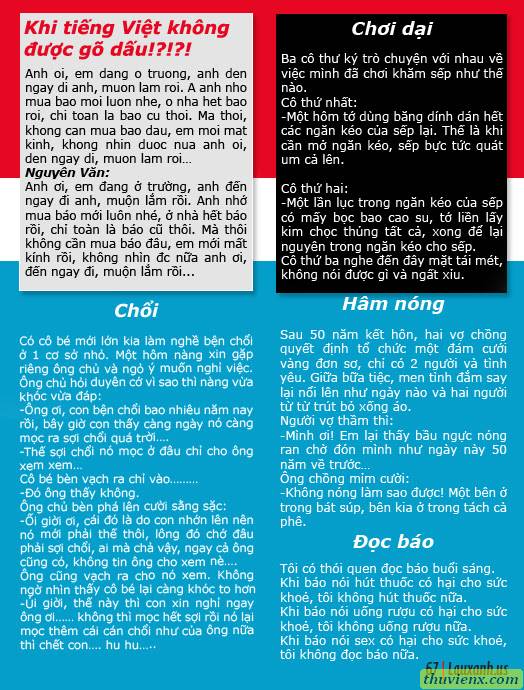 Khi tiếng Việt không
được gõ dấu!?!?!
Anh oi, em dang o truong, anh den
ngay di anh, muon lam roi. A anh nho
mua bao moi luon nhe, o nha het bao
roi, chi toan la bao cu thoi. Ma thoi,
khong can mua bao dau, em moi mat
kinh, khong nhin duoc nua anh oi,
den ngay di, muon lam roi...
Nguyên Văn:
Anh ơi, em đang ở trường, anh đến
ngay đi anh, muộn lắm rồi. Anh nhớ
mua báo mới luôn nhé, ở nhà hết báo
rồi, chỉ toàn là báo cũ thôi. Mà thôi
không cần mua báo đâu, em mới mất
kính rồi, không nhìn đc nữa anh ơi,
đến ngay đi, muộn lắm rồi...
Chơi dại
Ba cô thư ký trò chuyện với nhau về
việc mình đã chơi khăm sếp như thế
nào.
Cô thứ nhất:
-Một hôm tớ dùng băng dính dán hết
các ngăn kéo của sếp lại. Thế là khi
cần mở ngăn kéo, sếp bực tức quát
um cả lên.
Cô thứ hai:
-Một lần lục trong ngăn kéo của sếp
có mấy bọc bao cao su, tớ liền lấy
kim chọc thủng tất cả, xong để lại
nguyên trong ngăn kéo cho sếp.
Cô thứ ba nghe đến đây mặt tái mét,
không nói được gì và ngất xỉu.
Chổi
Có cô bé mới lớn kia làm nghề bện chổi
ở 1 cơ sở nhỏ. Một hôm nàng xin gặp
riêng ông chủ và ngỏ ý muốn nghỉ việc.
Ông chủ hỏi duyên cớ vì sao thì nàng vừa
khóc vừa đáp:
-Ông ơi, con bện chổi bao nhiêu năm nay
rồi, bây giờ con thấy càng ngày nó càng
mọc ra sợi chổi quá trời....
-Thế sợi chổi nó mọc ở đâu chỉ cho ông
xem xem...
Cô bé bèn vạch ra chỉ vào.........
-Đó ông thấy không.
Ông chủ bèn phá lên cười sằng sặc:
-Ối giời ơi, cái đó là do con nhớn lên nên
nó mới phải thế thôi, lông đó chớ đâu
phải sợi chổi, ai mà chả vậy, ngay cả ông
cũng có, không tin ông cho xem nè....
Ông cũng vạch ra cho nó xem. Không
ngờ nhìn thấy cô bé lại càng khóc to hơn
-Úi giời, thế này thì con xin nghỉ ngay
ông ơi...... không thì mọc hết sợi rồi nó lại
mọc thêm cái cán chổi như của ông nữa
thì chết con.... hu hu.....
Hâm nóng
Sau 50 năm kết hôn, hai vợ chồng
quyết định tổ chức một đám cưới
vàng đơn sơ, chỉ có 2 người và tình
yêu. Giữa bữa tiệc, men tình đắm say
lại nổi lên như ngày nào và hai người
từ từ trút bỏ xống áo.
Người vợ thầm thì:
-Mình ơi! Em lại thấy bầu ngực nóng
ran chờ đón mình như ngày này 50
năm về trước...
Ông chồng mỉm cười:
-Không nóng làm sao được! Một bên ở
trong bát súp, bên kia ở trong tách cà
phê.
Đọc báo
Tôi có thói quen đọc báo buổi sáng.
Khi báo nói hút thuốc có hại cho sức
khoẻ, tôi không hút thuốc nữa.
Khi báo nói uống rượu có hại cho sức
khoẻ, tôi không uống rượu nữa.
Khi báo nói sex có hại cho sức khoẻ,
tôi không đọc báo nữa.
67 | Lauxanh.us
thuvienx.com